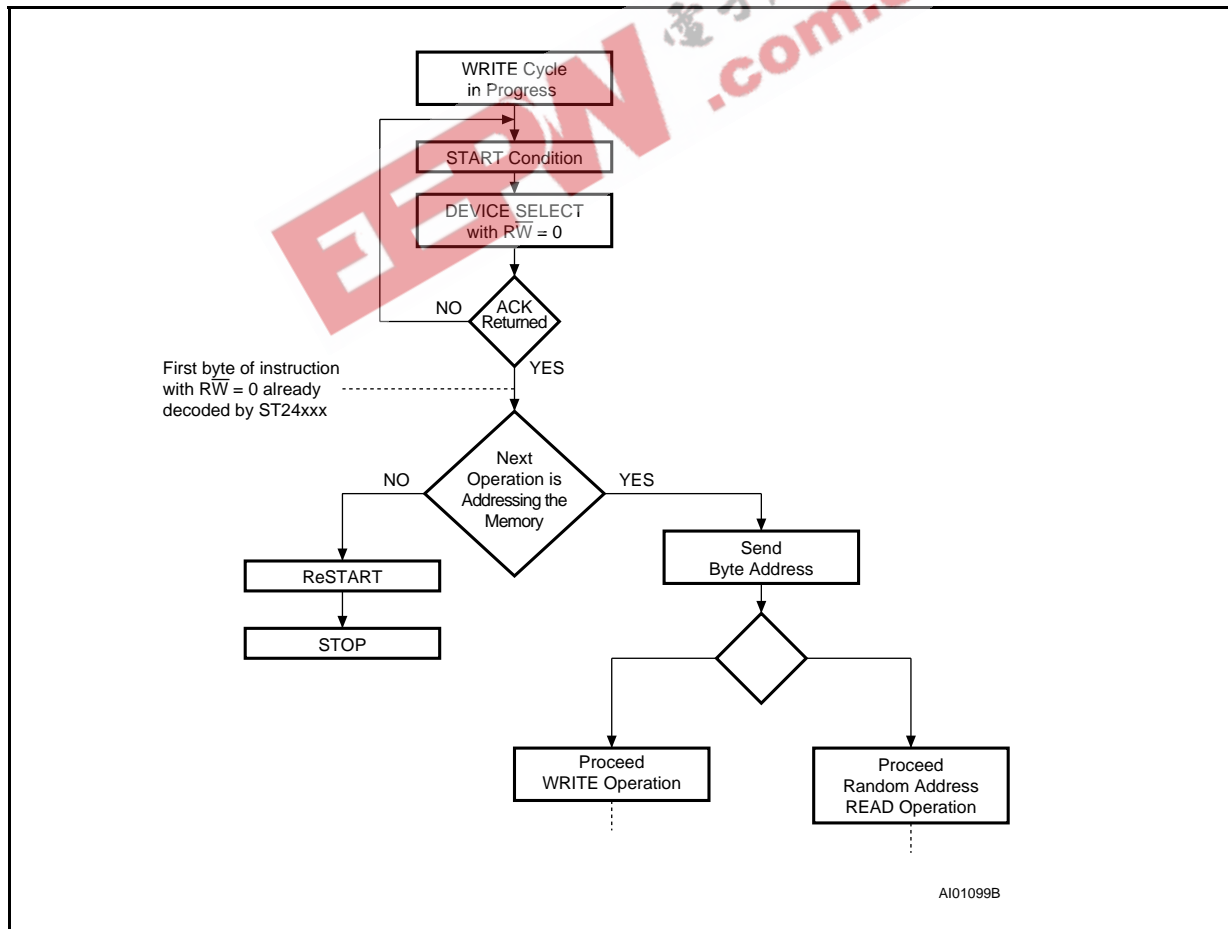 WRITE Cycle
in Progress
START Condition
DEVICE SELECT
with RW̅ = 0
NO
ACK
Returned
YES
First byte of instruction
with RW̅ = 0 already
decoded by ST24xxx
NO
Next
Operation is
Addressing the
Memory
YES
Send
Byte Address
ReSTART
STOP
Proceed
WRITE Operation
Proceed
Random Address
READ Operation
AI01099B
EEPW
.com.